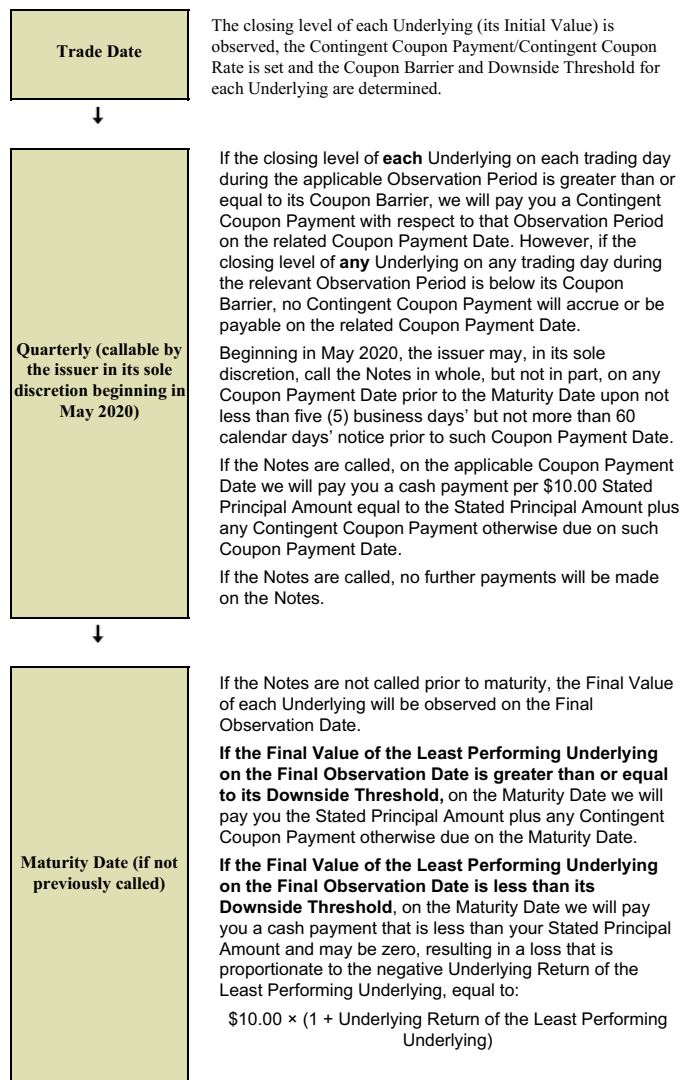 Trade Date
The closing level of each Underlying (its Initial Value) is
observed, the Contingent Coupon Payment/Contingent Coupon
Rate is set and the Coupon Barrier and Downside Threshold for
each Underlying are determined.
↓
Quarterly (callable by
the issuer in its sole
discretion beginning in
May 2020)
If the closing level of each Underlying on each trading day
during the applicable Observation Period is greater than or
equal to its Coupon Barrier, we will pay you a Contingent
Coupon Payment with respect to that Observation Period
on the related Coupon Payment Date. However, if the
closing level of any Underlying on any trading day during
the relevant Observation Period is below its Coupon
Barrier, no Contingent Coupon Payment will accrue or be
payable on the related Coupon Payment Date.
Beginning in May 2020, the issuer may, in its sole
discretion, call the Notes in whole, but not in part, on any
Coupon Payment Date prior to the Maturity Date upon not
less than five (5) business days’ but not more than 60
calendar days’ notice prior to such Coupon Payment Date.
If the Notes are called, on the applicable Coupon Payment
Date we will pay you a cash payment per $10.00 Stated
Principal Amount equal to the Stated Principal Amount plus
any Contingent Coupon Payment otherwise due on such
Coupon Payment Date.
If the Notes are called, no further payments will be made
on the Notes.
↓
Maturity Date (if not
previously called)
If the Notes are not called prior to maturity, the Final Value
of each Underlying will be observed on the Final
Observation Date.
If the Final Value of the Least Performing Underlying
on the Final Observation Date is greater than or equal
to its Downside Threshold, on the Maturity Date we will
pay you the Stated Principal Amount plus any Contingent
Coupon Payment otherwise due on the Maturity Date.
If the Final Value of the Least Performing Underlying
on the Final Observation Date is less than its
Downside Threshold, on the Maturity Date we will pay
you a cash payment that is less than your Stated Principal
Amount and may be zero, resulting in a loss that is
proportionate to the negative Underlying Return of the
Least Performing Underlying, equal to:
$10.00 × (1 + Underlying Return of the Least Performing
Underlying)